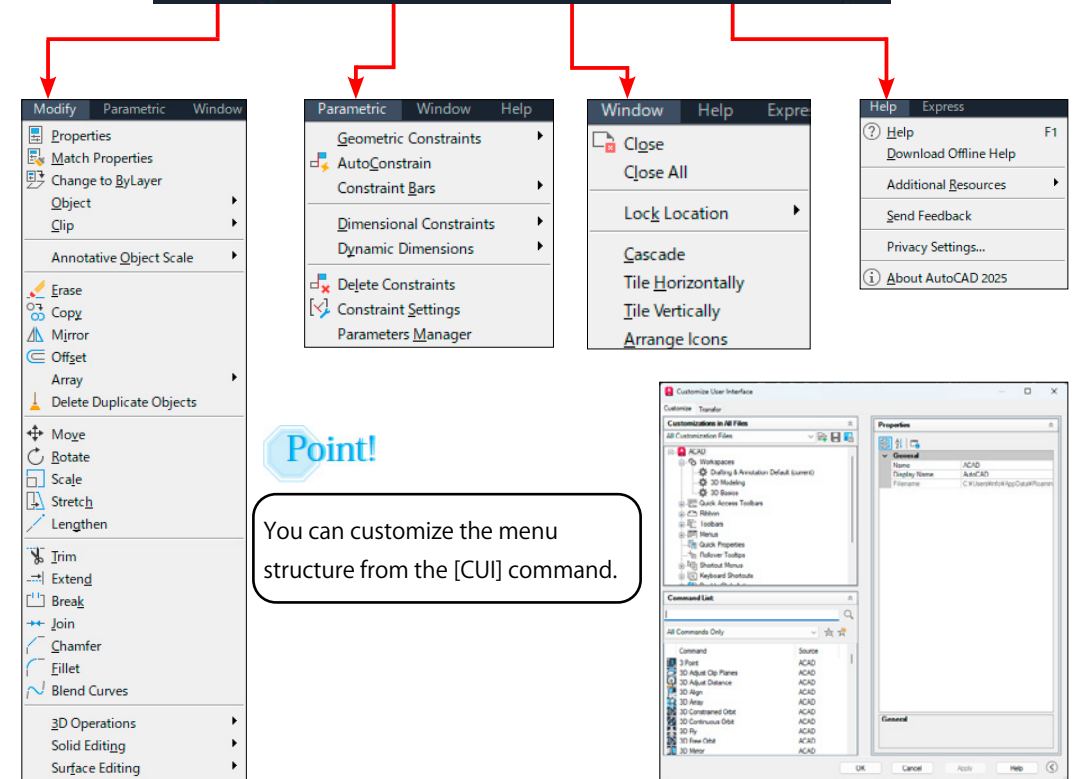 Modify Parametric Window
Properties
Match Properties
Change to ByLayer
Object
Clip
Annotative Object Scale
Erase
Copy
Mirror
Offset
Array
Delete Duplicate Objects
Move
Rotate
Scale
Stretch
Lengthen
Trim
Extend
Break
Join
Chamfer
Fillet
Blend Curves
3D Operations
Solid Editing
Surface Editing
Parametric Window Help
Geometric Constraints
AutoConstrain
Constraint Bars
Dimensional Constraints
Dynamic Dimensions
Delete Constraints
Constraint Settings
Parameters Manager
Window Help Expre
Close
Close All
Lock Location
Cascade
Tile Horizontally
Tile Vertically
Arrange Icons
Help Express
Help F1
Download Offline Help
Additional Resources
Send Feedback
Privacy Settings...
About AutoCAD 2025
Point!
You can customize the menu
structure from the [CUI] command.
Customize User Interface
Customize Transfer
Customizations in All Files
All Customization Files
ACAD
Workspaces
Drafting & Annotation Default (current)
3D Modeling
3D Basics
Quick Access Toolbars
Ribbon
Toolbars
Menus
Quick Properties
Rollover Tooltips
Shortcut Menus
Keyboard Shortcuts
Command List:
All Commands Only
Command Source
3 Point ACAD
3D Adjust Clip Planes ACAD
3D Adjust Distance ACAD
3D Align ACAD
3D Array ACAD
3D Constrained Orbit ACAD
3D Continuous Orbit ACAD
3D Fly ACAD
3D Free Orbit ACAD
3D Mirror ACAD
Properties
General
Name ACAD
Display Name AutoCAD
Filename
General
OK Cancel Apply Help